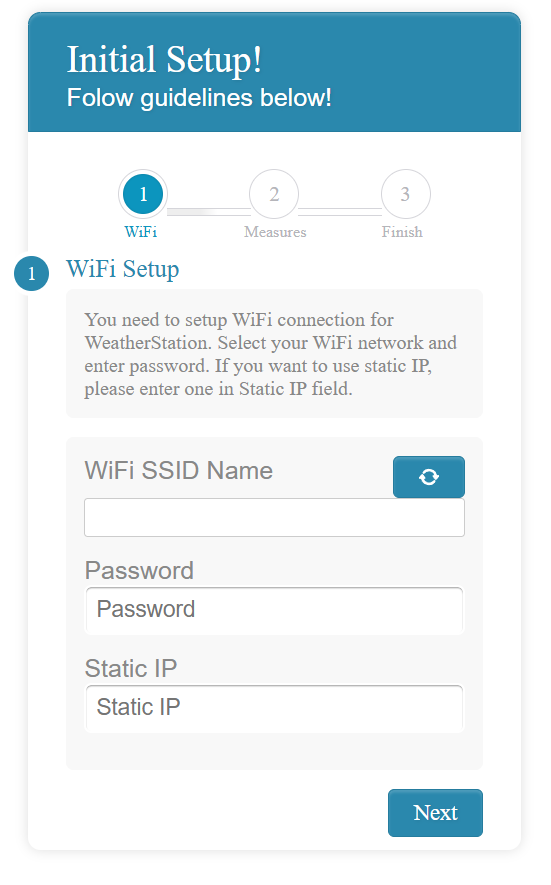 Initial Setup!
Folow guidelines below!
1
2
3
WiFi
Measures
Finish
1
WiFi Setup
You need to setup WiFi connection for
WeatherStation. Select your WiFi network and
enter password. If you want to use static IP,
please enter one in Static IP field.
WiFi SSID Name
Password
Password
Static IP
Static IP
Next